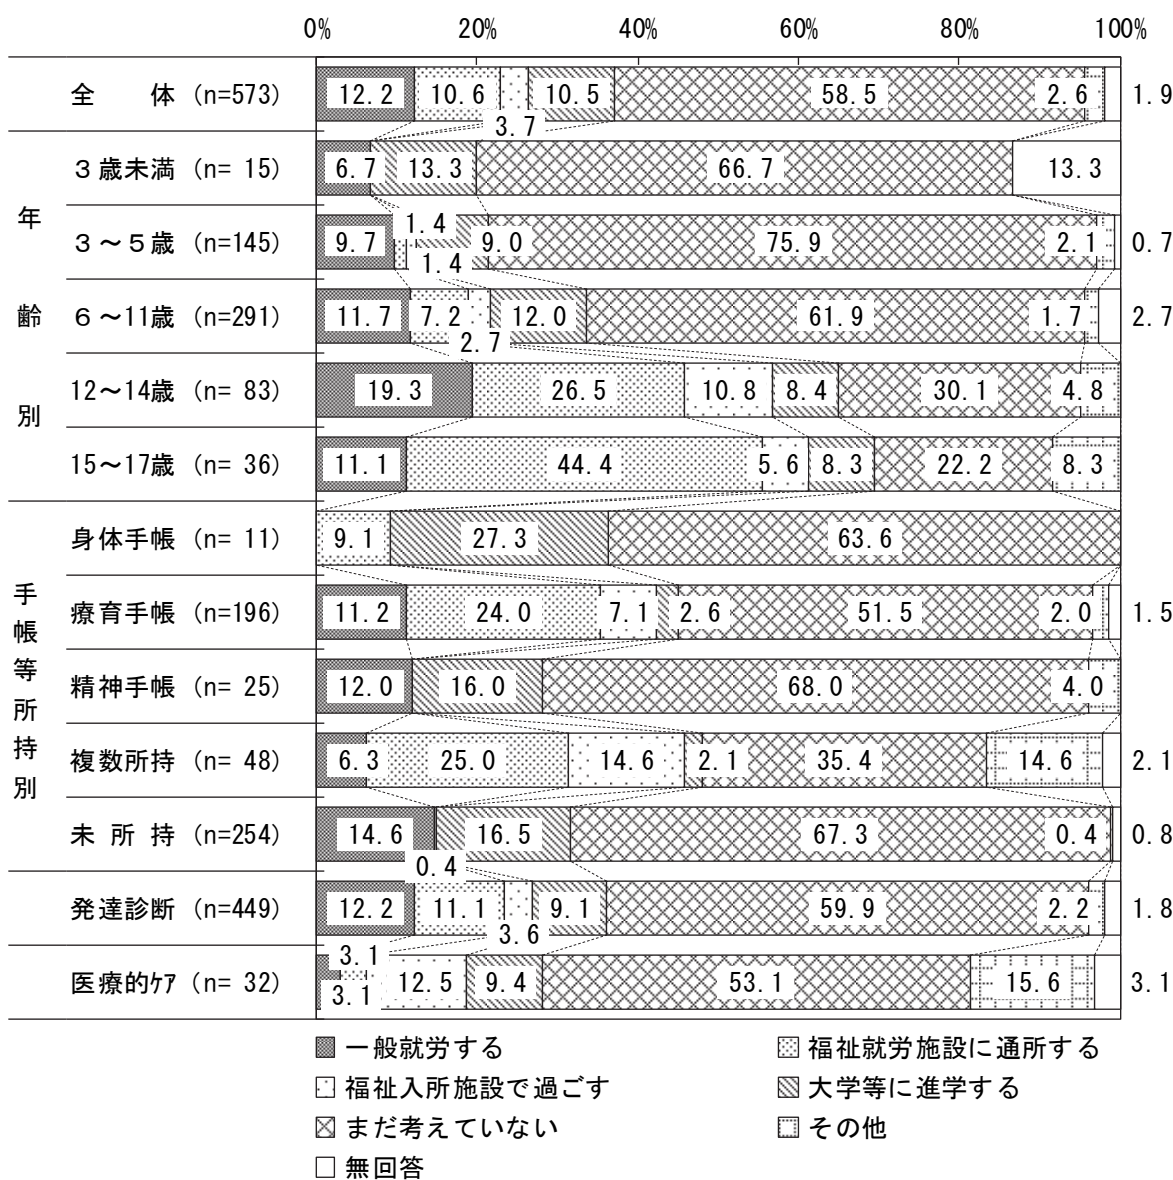 0% 20% 40% 60% 80% 100%
全　　体 (n=573) 12.2 10.6 3.7 10.5 58.5 2.6 1.9
年齢別
３歳未満 (n= 15) 6.7 13.3 66.7 13.3
３～５歳 (n=145) 9.7 1.4 1.4 9.0 75.9 2.1 0.7
６～11歳 (n=291) 11.7 7.2 2.7 12.0 61.9 1.7 2.7
12～14歳 (n= 83) 19.3 26.5 10.8 8.4 30.1 4.8
15～17歳 (n= 36) 11.1 44.4 5.6 8.3 22.2 8.3
手帳等所持別
身体手帳 (n= 11) 9.1 27.3 63.6
療育手帳 (n=196) 11.2 24.0 7.1 2.6 51.5 2.0 1.5
精神手帳 (n= 25) 12.0 16.0 68.0 4.0
複数所持 (n= 48) 6.3 25.0 14.6 2.1 35.4 14.6 2.1
未 所 持 (n=254) 14.6 0.4 16.5 67.3 0.4 0.8
発達診断 (n=449) 12.2 11.1 3.6 9.1 59.9 2.2 1.8
医療的ｹｱ (n= 32) 3.1 3.1 12.5 9.4 53.1 15.6 3.1
一般就労する 福祉就労施設に通所する
福祉入所施設で過ごす 大学等に進学する
まだ考えていない その他
無回答